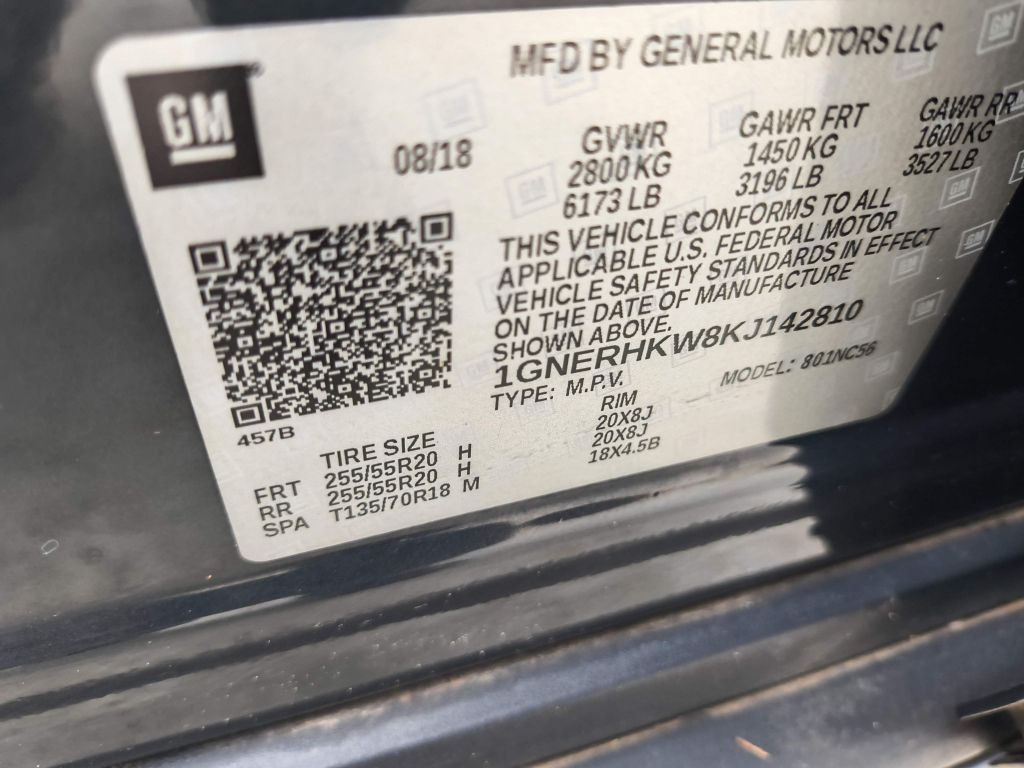 MFD BY GENERAL MOTORS LLC
GM
08/18
GVWR GAWR FRT GAWR RR
2800 KG 1450 KG 1600 KG
6173 LB 3196 LB 3527 LB
THIS VEHICLE CONFORMS TO ALL
APPLICABLE U.S. FEDERAL MOTOR
VEHICLE SAFETY STANDARDS IN EFFECT
ON THE DATE OF MANUFACTURE
SHOWN ABOVE.
1GNERHKW8KJ142810
TYPE: M.P.V. MODEL: 801NC56
457B
TIRE SIZE RIM
FRT 255/55R20 H 20X8J
RR 255/55R20 H 20X8J
SPA T135/70R18 M 18X4.5B